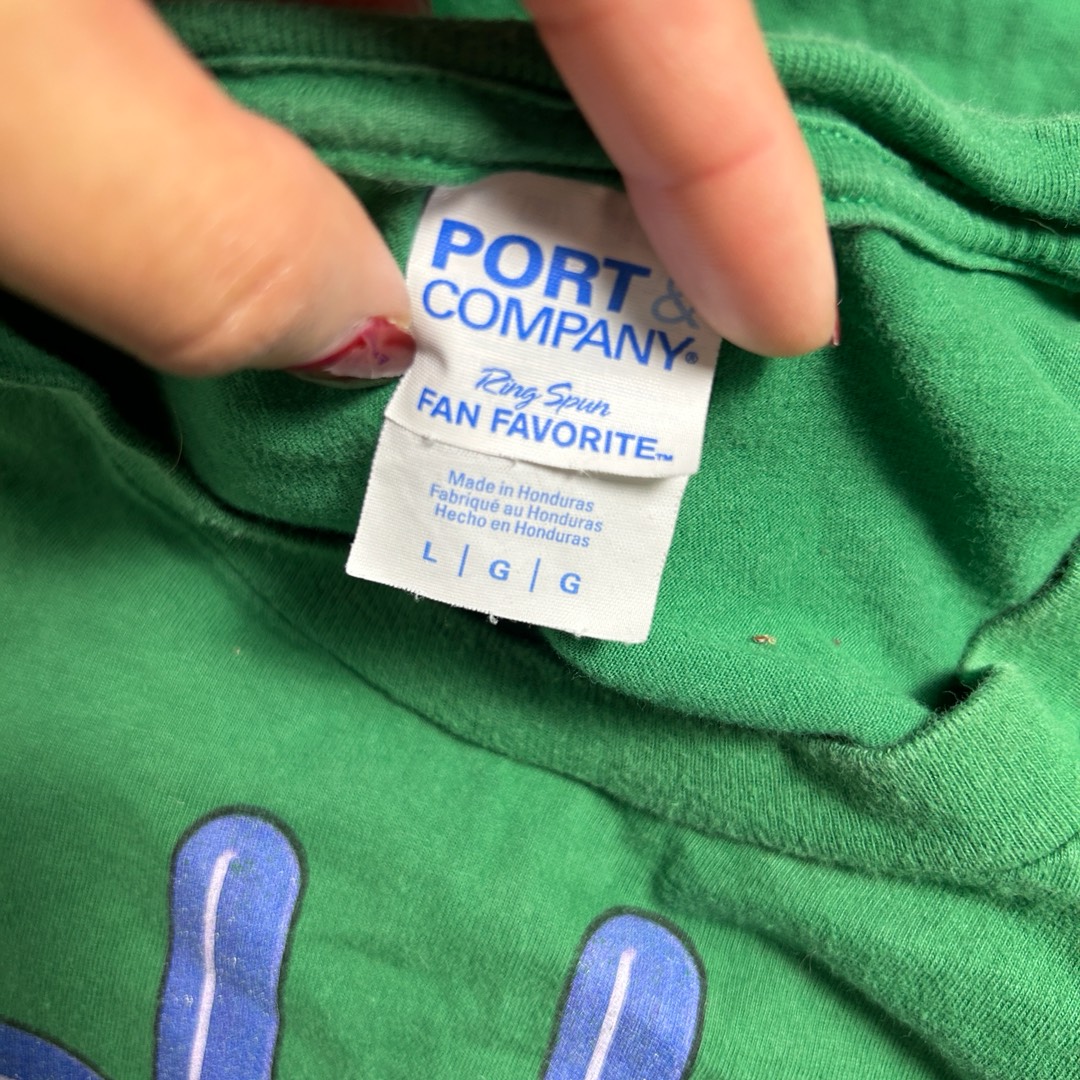 PORT &
COMPANY®
Ring Spun
FAN FAVORITE™
Made in Honduras
Fabriqué au Honduras
Hecho en Honduras
L | G | G